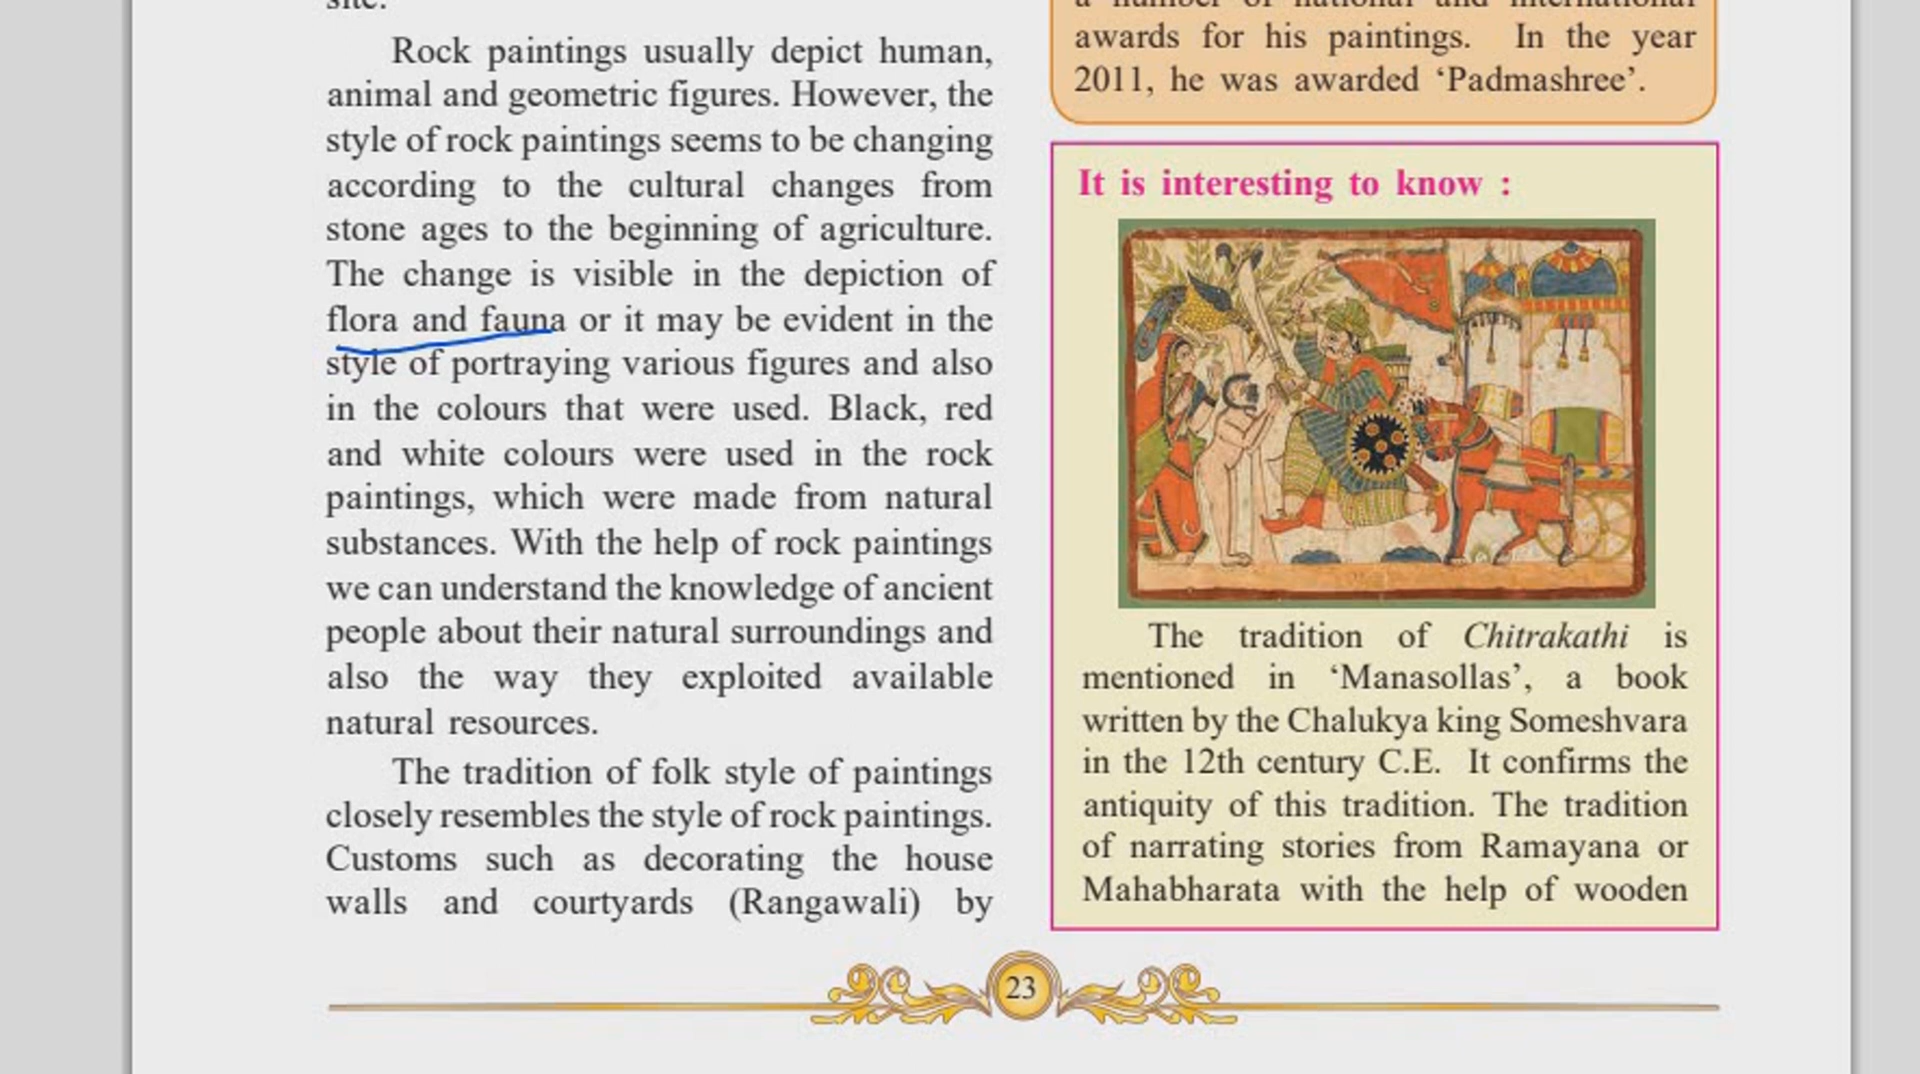 site.
Rock paintings usually depict human,
animal and geometric figures. However, the
style of rock paintings seems to be changing
according to the cultural changes from
stone ages to the beginning of agriculture.
The change is visible in the depiction of
flora and fauna or it may be evident in the
style of portraying various figures and also
in the colours that were used. Black, red
and white colours were used in the rock
paintings, which were made from natural
substances. With the help of rock paintings
we can understand the knowledge of ancient
people about their natural surroundings and
also the way they exploited available
natural resources.
The tradition of folk style of paintings
closely resembles the style of rock paintings.
Customs such as decorating the house
walls and courtyards (Rangawali) by
a number of national and international
awards for his paintings. In the year
2011, he was awarded ‘Padmashree’.
It is interesting to know :
The tradition of Chitrakathi is
mentioned in ‘Manasollas’, a book
written by the Chalukya king Someshvara
in the 12th century C.E. It confirms the
antiquity of this tradition. The tradition
of narrating stories from Ramayana or
Mahabharata with the help of wooden
23